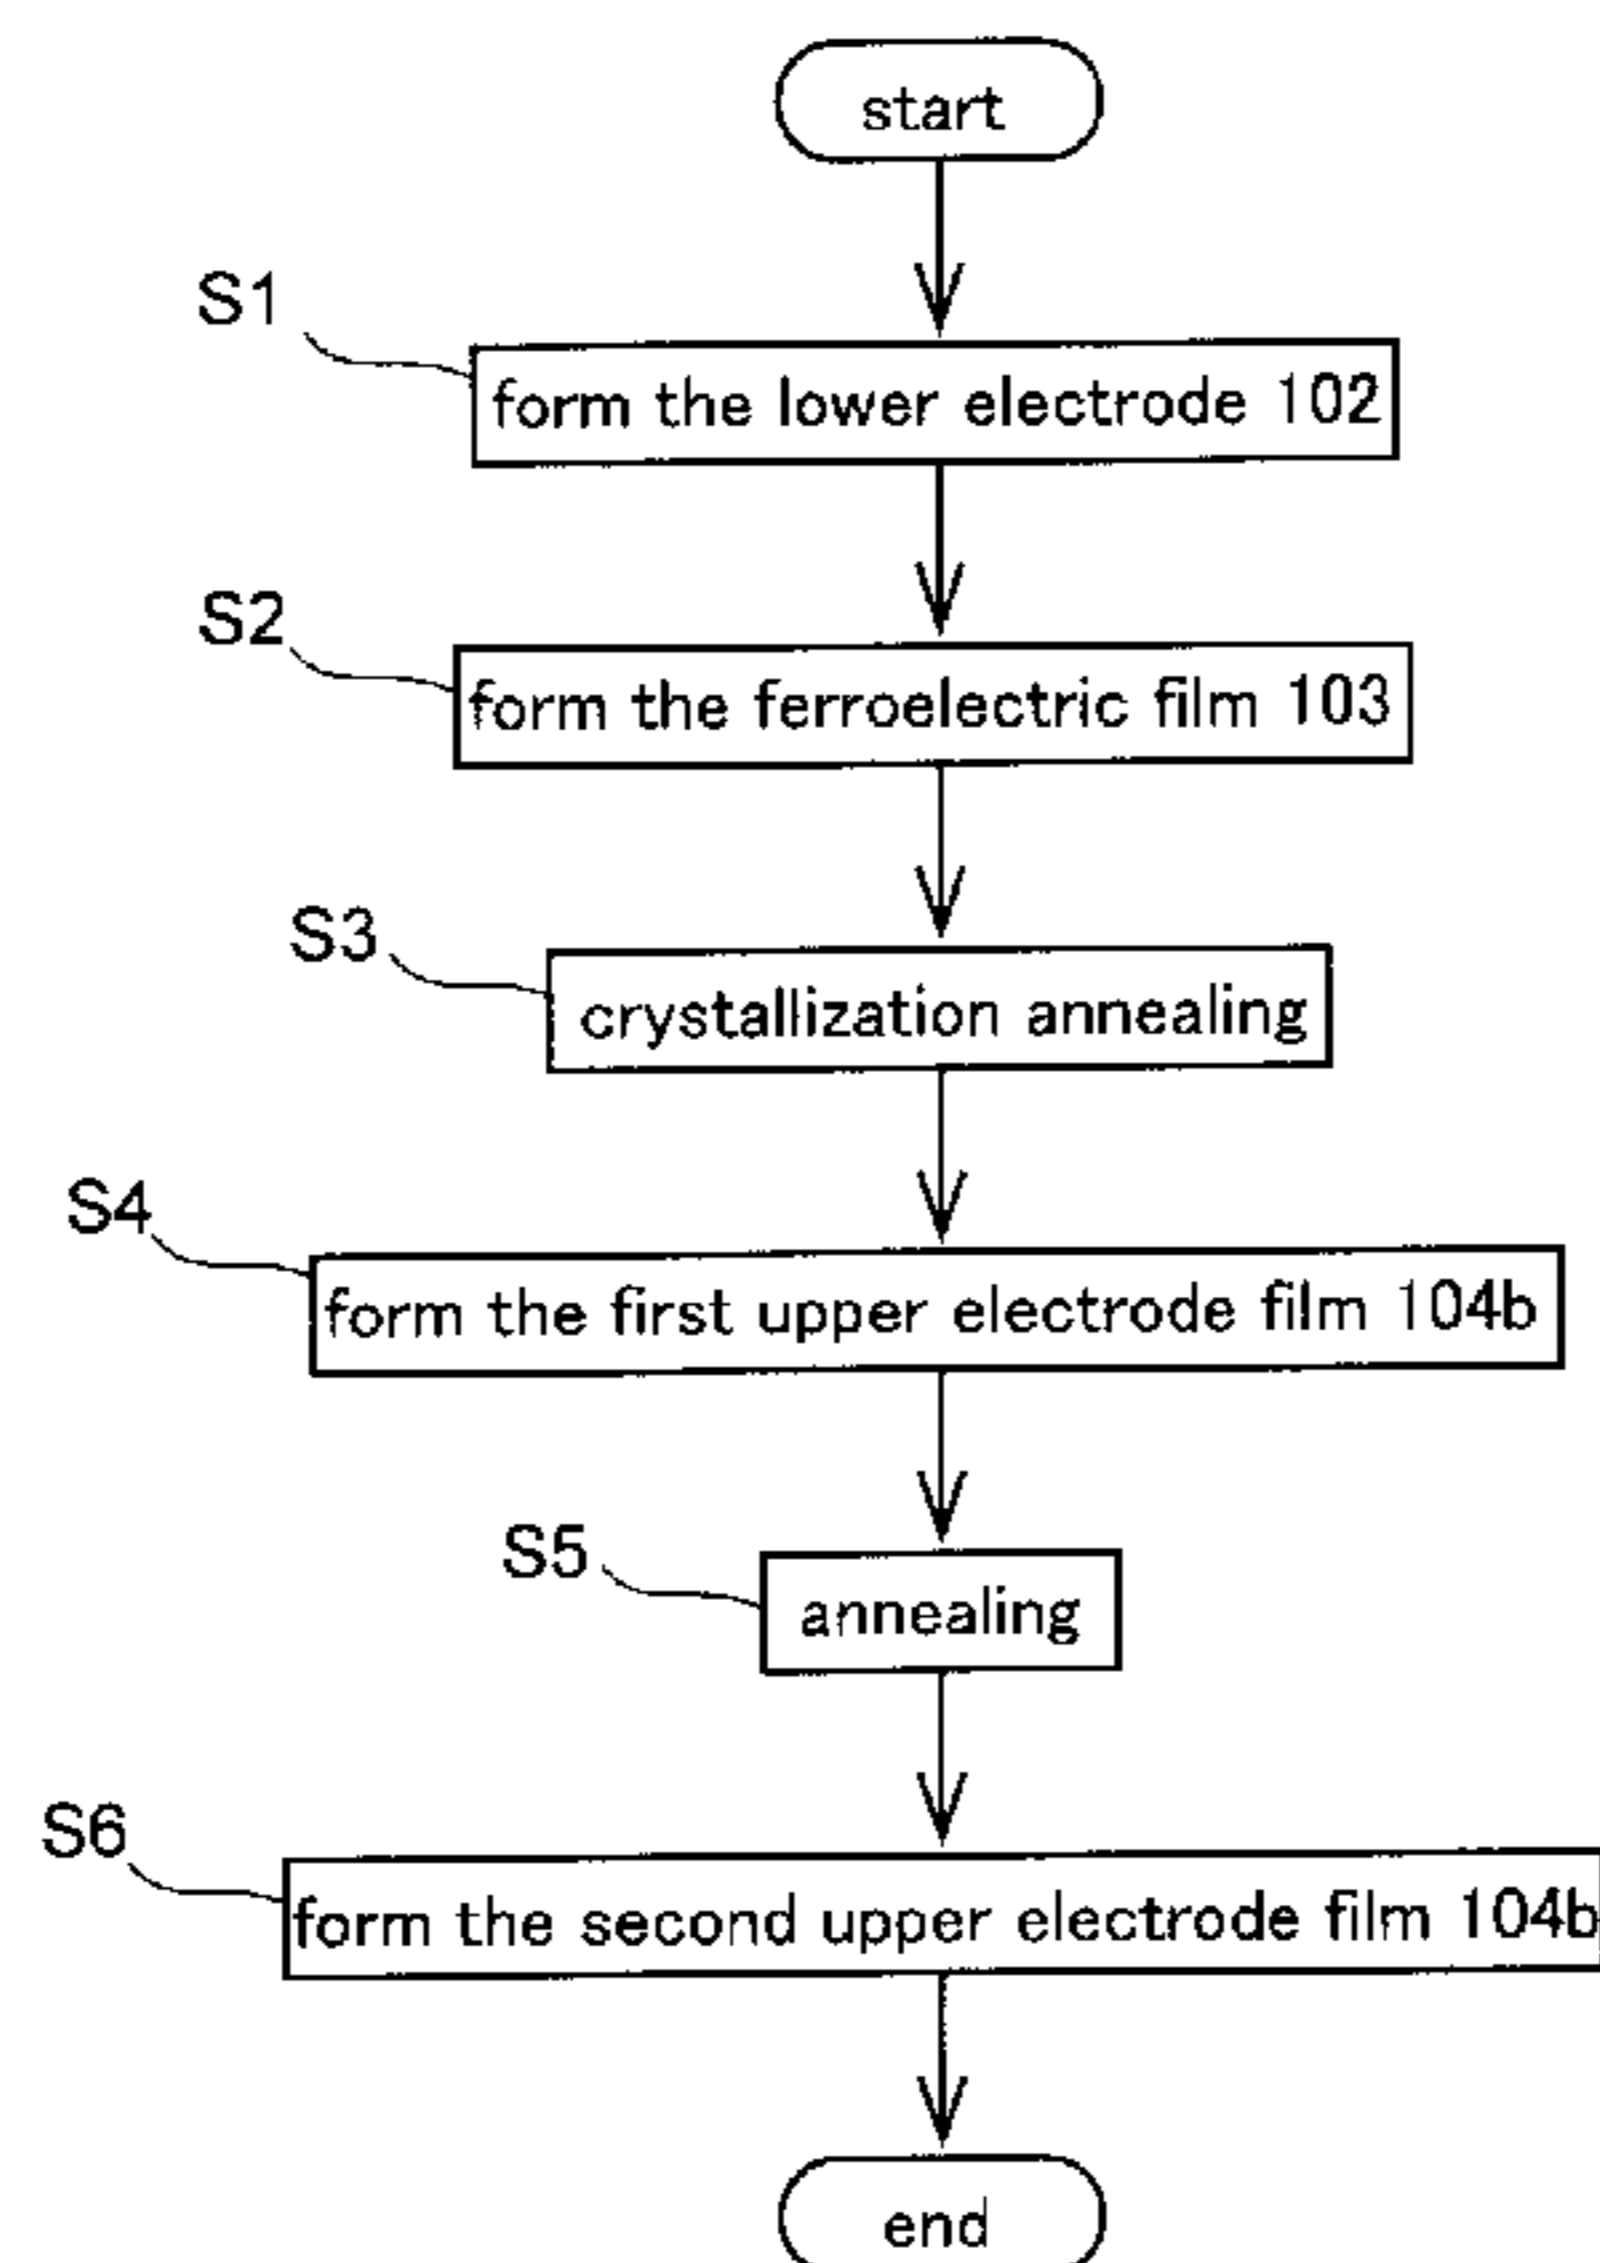 start
S1
form the lower electrode 102
S2
form the ferroelectric film 103
S3
crystallization annealing
S4
form the first upper electrode film 104b
S5
annealing
S6
form the second upper electrode film 104b
end